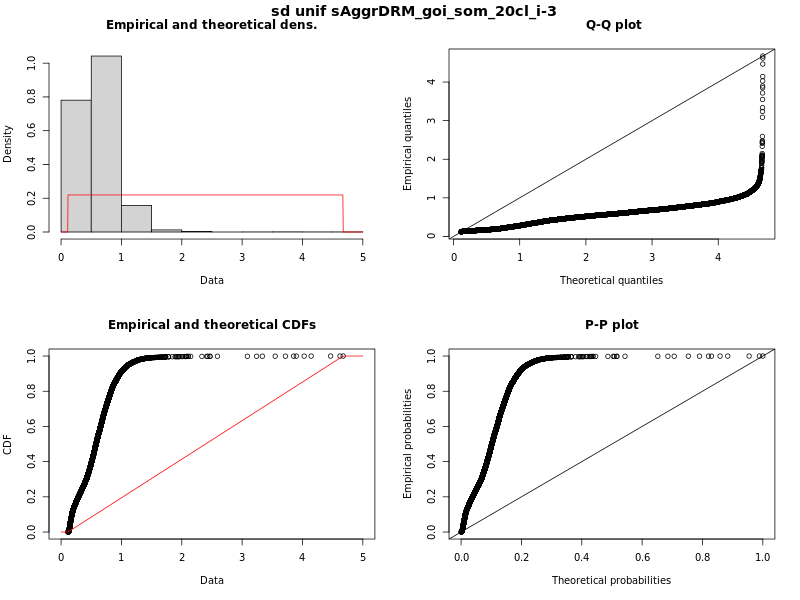 sd unif sAggrDRM_goi_som_20cl_i-3
Empirical and theoretical dens.
Density
0.0 0.2 0.4 0.6 0.8 1.0
0 1 2 3 4 5
Data
Q-Q plot
Empirical quantiles
0 1 2 3 4
0 1 2 3 4
Theoretical quantiles
Empirical and theoretical CDFs
CDF
0.0 0.2 0.4 0.6 0.8 1.0
0 1 2 3 4 5
Data
P-P plot
Empirical probabilities
0.0 0.2 0.4 0.6 0.8 1.0
0.0 0.2 0.4 0.6 0.8 1.0
Theoretical probabilities